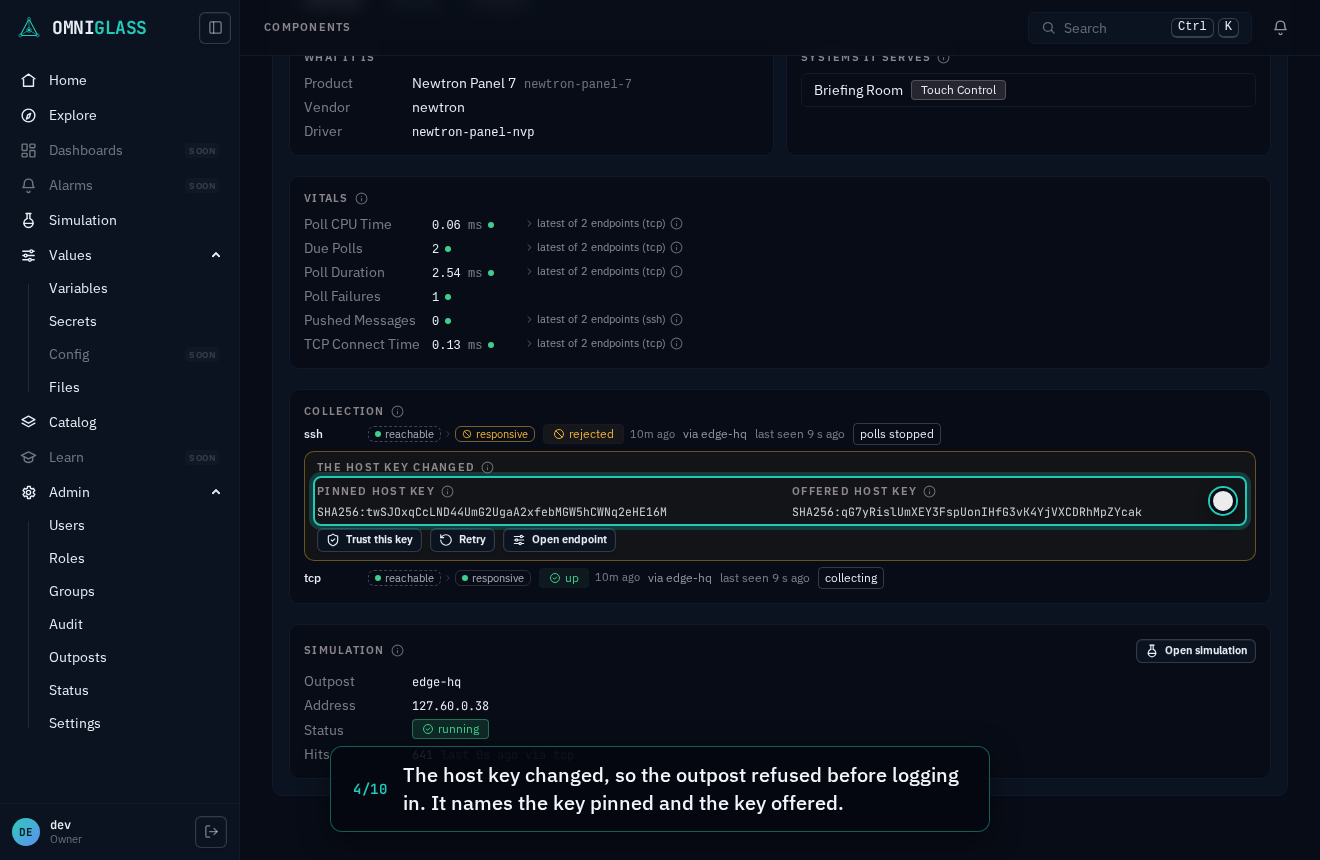 OMNIGLASS
COMPONENTS
Search
Ctrl K
Home
Explore
Dashboards SOON
Alarms SOON
Simulation
Values
Variables
Secrets
Config SOON
Files
Catalog
Learn SOON
Admin
Users
Roles
Groups
Audit
Outposts
Status
Settings
DE
dev
Owner
WHAT IT IS
Product Newtron Panel 7 newtron-panel-7
Vendor newtron
Driver newtron-panel-nvp
SYSTEMS IT SERVES
Briefing Room Touch Control
VITALS
Poll CPU Time 0.06 ms latest of 2 endpoints (tcp)
Due Polls 2 latest of 2 endpoints (tcp)
Poll Duration 2.54 ms latest of 2 endpoints (tcp)
Poll Failures 1
Pushed Messages 0 latest of 2 endpoints (ssh)
TCP Connect Time 0.13 ms latest of 2 endpoints (tcp)
COLLECTION
ssh reachable responsive rejected 10m ago via edge-hq last seen 9 s ago polls stopped
THE HOST KEY CHANGED
PINNED HOST KEY
SHA256:twSJOxqCcLND44UmG2UgaA2xfebMGW5hCWNq2eHE16M
OFFERED HOST KEY
SHA256:qG7yRislUmXEY3FspUonIHfG3vK4YjVXCDRhMpZYcak
Trust this key Retry Open endpoint
tcp reachable responsive up 10m ago via edge-hq last seen 9 s ago collecting
SIMULATION
Open simulation
Outpost edge-hq
Address 127.60.0.38
Status running
Hits 641 last 0s ago via tcp
4/10
The host key changed, so the outpost refused before logging
in. It names the key pinned and the key offered.